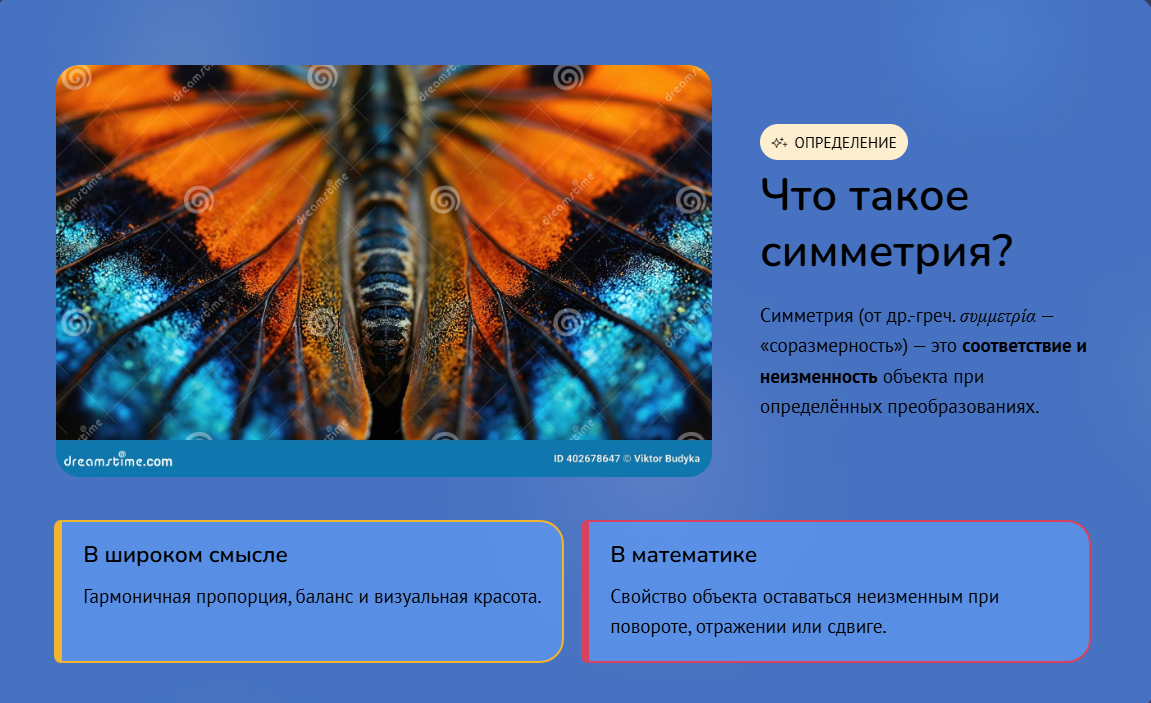 dreamstime.com
ID 402678647 © Viktor Budyka
ОПРЕДЕЛЕНИЕ
Что такое
симметрия?
Симметрия (от др.-греч. συμμετρία —
«соразмерность») — это соответствие и
неизменность объекта при
определённых преобразованиях.
В широком смысле
Гармоничная пропорция, баланс и визуальная красота.
В математике
Свойство объекта оставаться неизменным при
повороте, отражении или сдвиге.